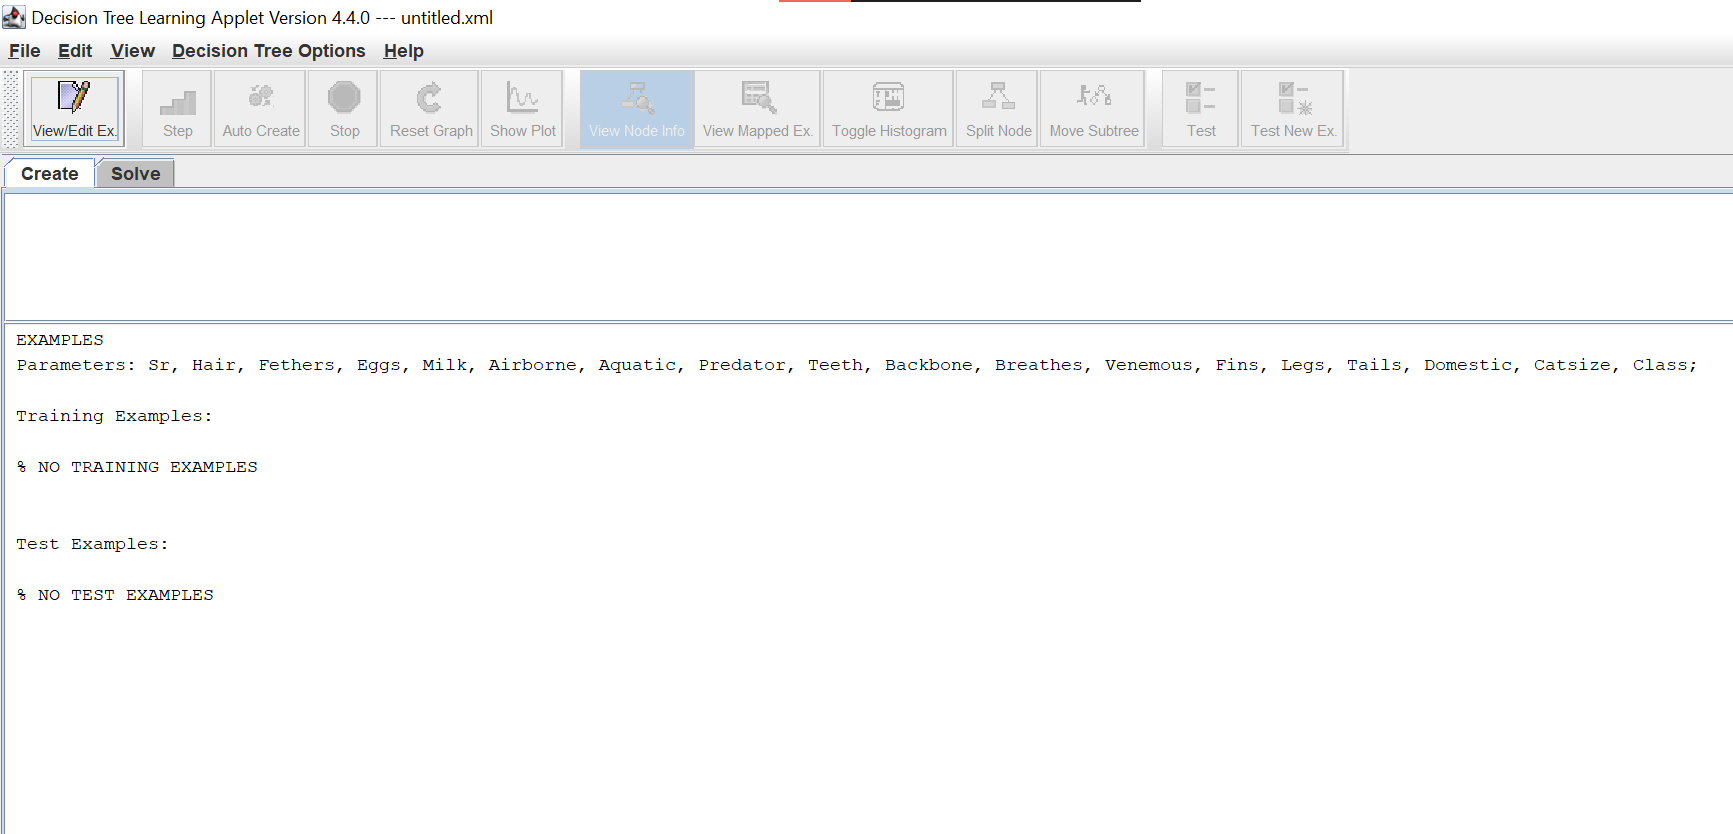 Decision Tree Learning Applet Version 4.4.0 --- untitled.xml
File Edit View Decision Tree Options Help
View/Edit Ex. Step Auto Create Stop Reset Graph Show Plot View Node Info View Mapped Ex. Toggle Histogram Split Node Move Subtree Test Test New Ex.
Create Solve
EXAMPLES
Parameters: Sr, Hair, Fethers, Eggs, Milk, Airborne, Aquatic, Predator, Teeth, Backbone, Breathes, Venemous, Fins, Legs, Tails, Domestic, Catsize, Class;
Training Examples:
% NO TRAINING EXAMPLES
Test Examples:
% NO TEST EXAMPLES